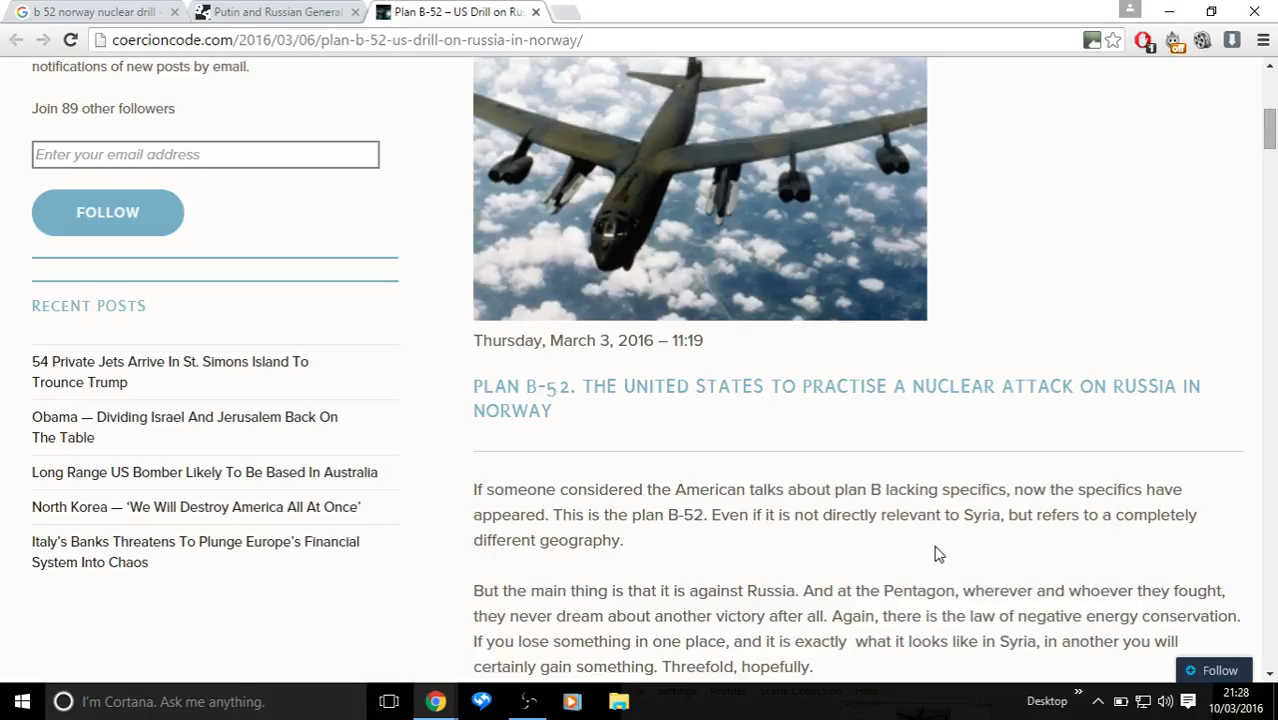 b 52 norway nuclear drill -
Putin and Russian General
Plan B-52 – US Drill on Ru
coercioncode.com/2016/03/06/plan-b-52-us-drill-on-russia-in-norway/
1
off
notifications of new posts by email.
Join 89 other followers
Enter your email address
FOLLOW
RECENT POSTS
54 Private Jets Arrive In St. Simons Island To
Trounce Trump
Obama — Dividing Israel And Jerusalem Back On
The Table
Long Range US Bomber Likely To Be Based In Australia
North Korea — ‘We Will Destroy America All At Once’
Italy’s Banks Threatens To Plunge Europe’s Financial
System Into Chaos
Thursday, March 3, 2016 – 11:19
PLAN B-52. THE UNITED STATES TO PRACTISE A NUCLEAR ATTACK ON RUSSIA IN
NORWAY
If someone considered the American talks about plan B lacking specifics, now the specifics have
appeared. This is the plan B-52. Even if it is not directly relevant to Syria, but refers to a completely
different geography.
But the main thing is that it is against Russia. And at the Pentagon, wherever and whoever they fought,
they never dream about another victory after all. Again, there is the law of negative energy conservation.
If you lose something in one place, and it is exactly what it looks like in Syria, in another you will
certainly gain something. Threefold, hopefully.
Follow
Settings Profiles Scene Collection Help
I'm Cortana. Ask me anything.
Desktop
21:28
10/03/2016